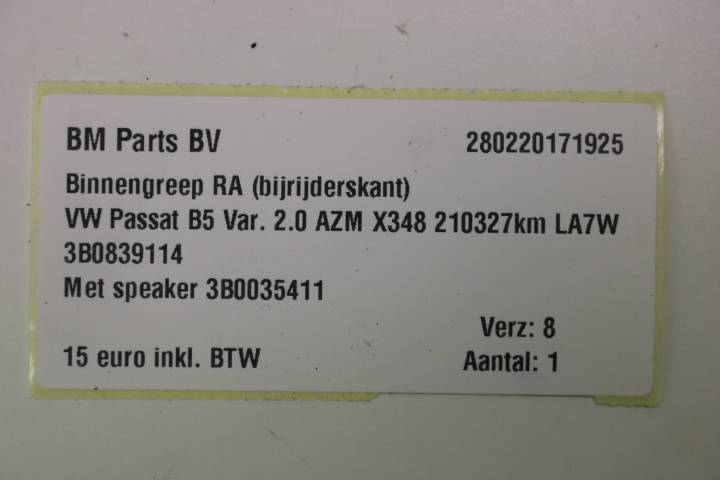 BM Parts BV 280220171925
Binnengreep RA (bijrijderskant)
VW Passat B5 Var. 2.0 AZM X348 210327km LA7W
3B0839114
Met speaker 3B0035411
Verz: 8
15 euro inkl. BTW Aantal: 1